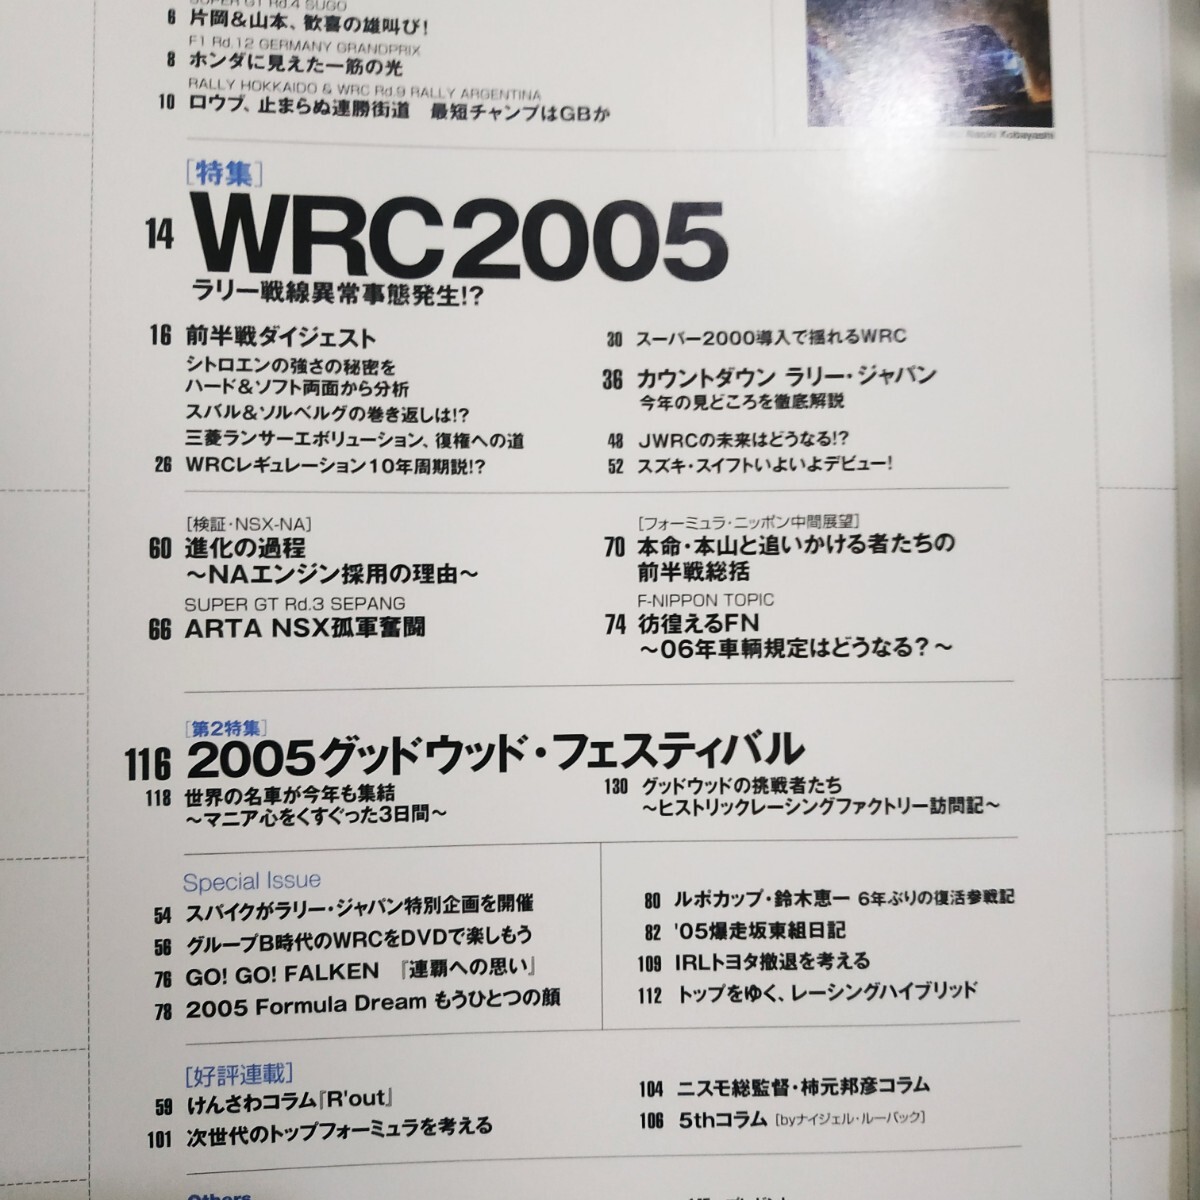 SUPER GT Rd.4 SUGO
6 片岡&山本、歓喜の雄叫び!
F1 Rd.12 GERMANY GRANDPRIX
8 ホンダに見えた一筋の光
RALLY HOKKAIDO & WRC Rd.9 RALLY ARGENTINA
10 ロウブ、止まらぬ連勝街道 最短チャンプはGBか
Kobayashi
[特集]
14 WRC2005
ラリー戦線異常事態発生!?
16 前半戦ダイジェスト
シトロエンの強さの秘密を
ハード&ソフト両面から分析
スバル&ソルベルグの巻き返しは!?
三菱ランサーエボリューション、復権への道
26 WRCレギュレーション10年周期説!?
30 スーパー2000導入で揺れるWRC
36 カウントダウン ラリー・ジャパン
今年の見どころを徹底解説
48 JWRCの未来はどうなる!?
52 スズキ・スイフトいよいよデビュー!
[検証・NSX-NA]
60 進化の過程
〜NAエンジン採用の理由〜
SUPER GT Rd.3 SEPANG
66 ARTA NSX孤軍奮闘
[フォーミュラ・ニッポン中間展望]
70 本命・本山と追いかける者たちの
前半戦総括
F-NIPPON TOPIC
74 彷徨えるFN
〜06年車輌規定はどうなる?〜
[第2特集]
116 2005グッドウッド・フェスティバル
118 世界の名車が今年も集結
〜マニア心をくすぐった3日間〜
130 グッドウッドの挑戦者たち
〜ヒストリックレーシングファクトリー訪問記〜
Special Issue
54 スパイクがラリー・ジャパン特別企画を開催
56 グループB時代のWRCをDVDで楽しもう
76 GO! GO! FALKEN 『連覇への思い』
78 2005 Formula Dream もうひとつの顔
80 ルポカップ・鈴木恵一 6年ぶりの復活参戦記
82 '05爆走坂東組日記
109 IRLトヨタ撤退を考える
112 トップをゆく、レーシングハイブリッド
[好評連載]
59 けんさわコラム『R'out』
101 次世代のトップフォーミュラを考える
104 ニスモ総監督・柿元邦彦コラム
106 5thコラム [byナイジェル・ルーバック]
Others